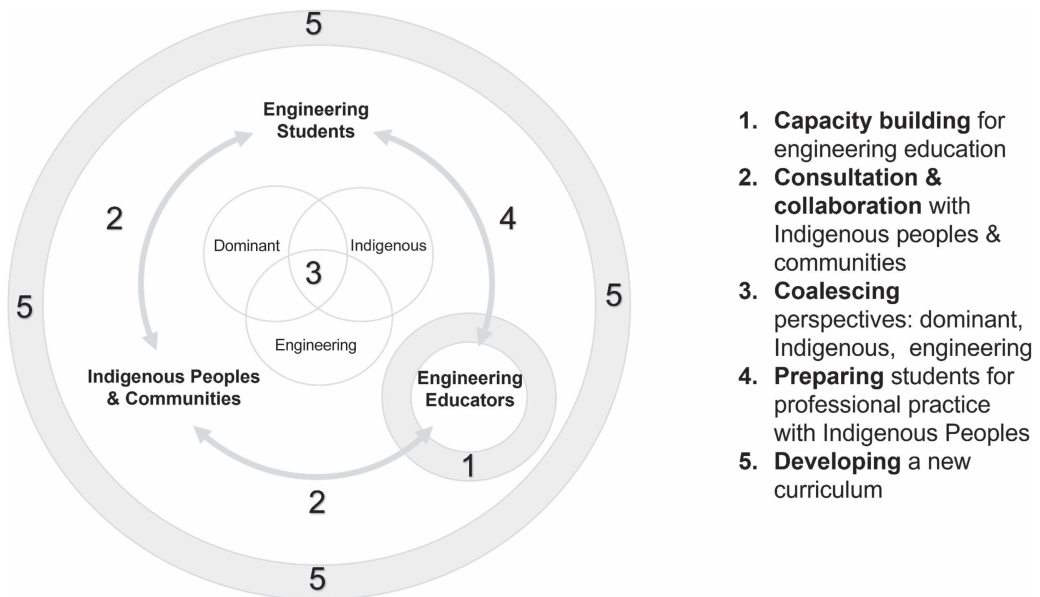 5
Engineering
Students
2
4
Dominant
Indigenous
3
Engineering
5
5
Indigenous Peoples
& Communities
Engineering
Educators
1
2
5
1. Capacity building for
engineering education
2. Consultation &
collaboration with
Indigenous peoples &
communities
3. Coalescing
perspectives: dominant,
Indigenous, engineering
4. Preparing students for
professional practice
with Indigenous Peoples
5. Developing a new
curriculum